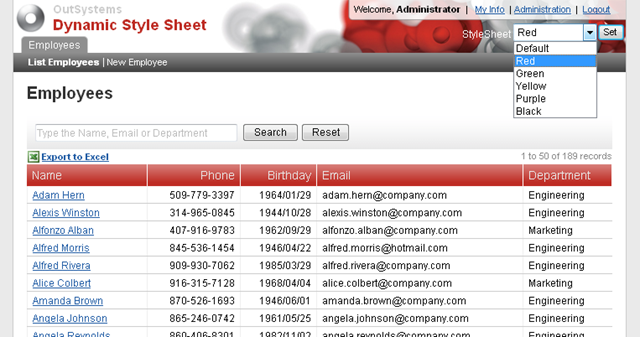 OutSystems
Dynamic Style Sheet
Welcome, Administrator | My Info | Administration | Logout
StyleSheet Red Set
Default
Red
Green
Yellow
Purple
Black
Employees
List Employees | New Employee
Employees
Type the Name, Email or Department Search Reset
Export to Excel 1 to 50 of 189 records
Name Phone Birthday Email Department
Adam Hern 509-779-3397 1964/01/29 adam.hern@company.com Engineering
Alexis Winston 314-965-0845 1944/10/28 alexis.winston@company.com Engineering
Alfonzo Alban 407-916-9783 1962/09/29 alfonzo.alban@company.com Marketing
Alfred Morris 845-536-1454 1946/04/22 alfred.morris@hotmail.com Engineering
Alfred Rivera 909-930-7062 1985/03/29 alfred.rivera@company.com Engineering
Alice Colbert 916-315-7128 1968/04/04 alice.colbert@company.com Marketing
Amanda Brown 870-526-1693 1946/06/01 amanda.brown@company.com Engineering
Angela Johnson 865-246-0742 1961/05/25 angela.johnson@company.com Engineering
Angela Reynolds 860-406-8301 1982/11/02 angela.reynolds@company.com Engineering